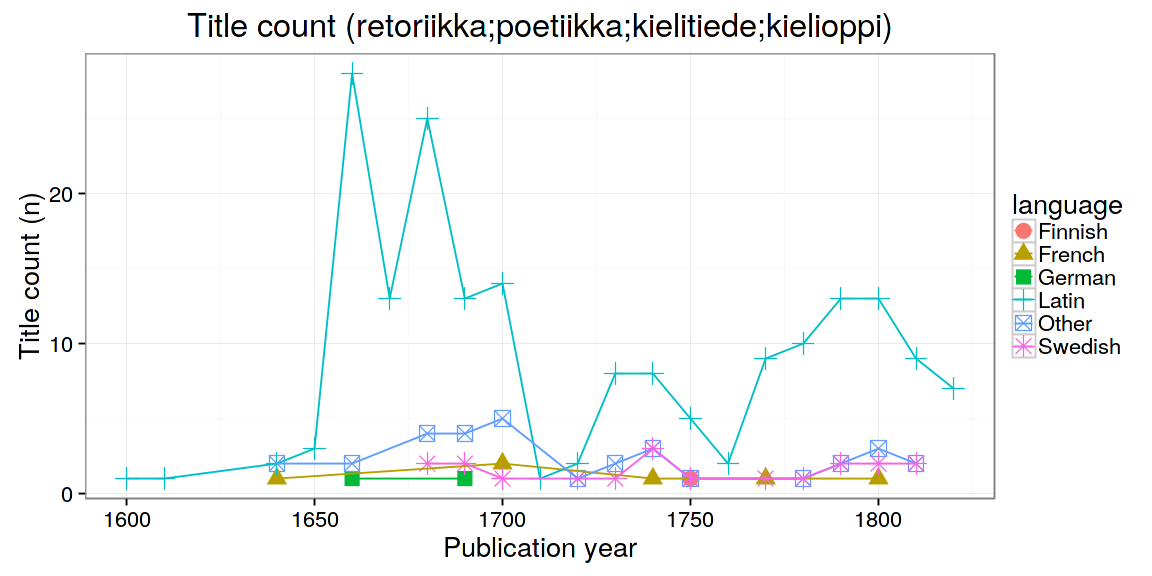 Title count (retoriikka;poetiikka;kielitiede;kielioppi)
Title count (n)
20
10
0
1600
1650
1700
1750
1800
Publication year
language
Finnish
French
German
Latin
Other
Swedish